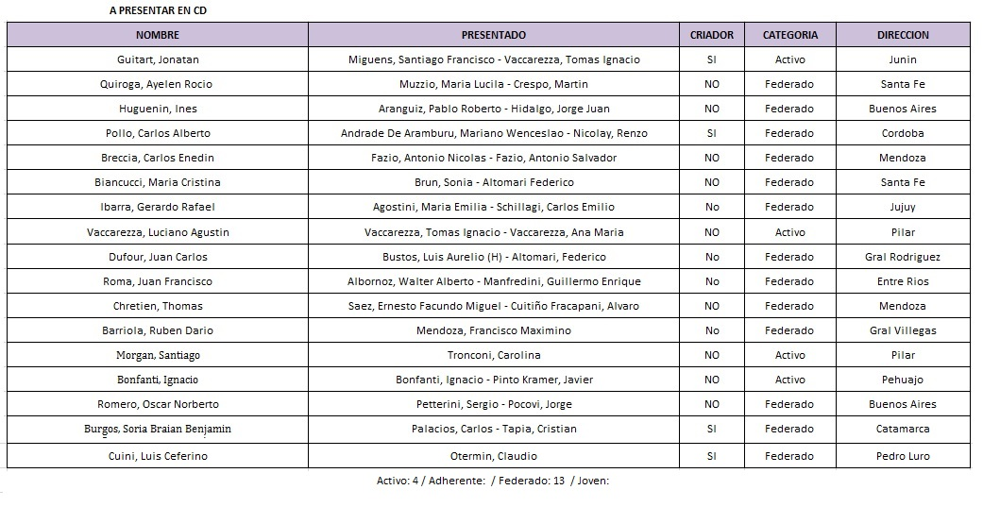 A PRESENTAR EN CD
NOMBRE PRESENTADO CRIADOR CATEGORIA DIRECCION
Guitart, Jonatan Miguens, Santiago Francisco - Vaccarezza, Tomas Ignacio SI Activo Junin
Quiroga, Ayelen Rocio Muzzio, Maria Lucila - Crespo, Martin NO Federado Santa Fe
Huguenin, Ines Aranguiz, Pablo Roberto - Hidalgo, Jorge Juan NO Federado Buenos Aires
Pollo, Carlos Alberto Andrade De Aramburu, Mariano Wenceslao - Nicolay, Renzo SI Federado Cordoba
Breccia, Carlos Enedin Fazio, Antonio Nicolas - Fazio, Antonio Salvador NO Federado Mendoza
Biancucci, Maria Cristina Brun, Sonia - Altomari Federico NO Federado Santa Fe
Ibarra, Gerardo Rafael Agostini, Maria Emilia - Schillagi, Carlos Emilio No Federado Jujuy
Vaccarezza, Luciano Agustin Vaccarezza, Tomas Ignacio - Vaccarezza, Ana Maria NO Activo Pilar
Dufour, Juan Carlos Bustos, Luis Aurelio (H) - Altomari, Federico No Federado Gral Rodriguez
Roma, Juan Francisco Albornoz, Walter Alberto - Manfredini, Guillermo Enrique No Federado Entre Rios
Chretien, Thomas Saez, Ernesto Facundo Miguel - Cuitiño Fracapani, Alvaro NO Federado Mendoza
Barriola, Ruben Dario Mendoza, Francisco Maximino No Federado Gral Villegas
Morgan, Santiago Tronconi, Carolina NO Activo Pilar
Bonfanti, Ignacio Bonfanti, Ignacio - Pinto Kramer, Javier NO Activo Pehuajo
Romero, Oscar Norberto Petterini, Sergio - Pocovi, Jorge NO Federado Buenos Aires
Burgos, Soria Braian Benjamin Palacios, Carlos - Tapia, Cristian SI Federado Catamarca
Cuini, Luis Ceferino Otermin, Claudio SI Federado Pedro Luro
Activo: 4 / Adherente: / Federado: 13 / Joven: